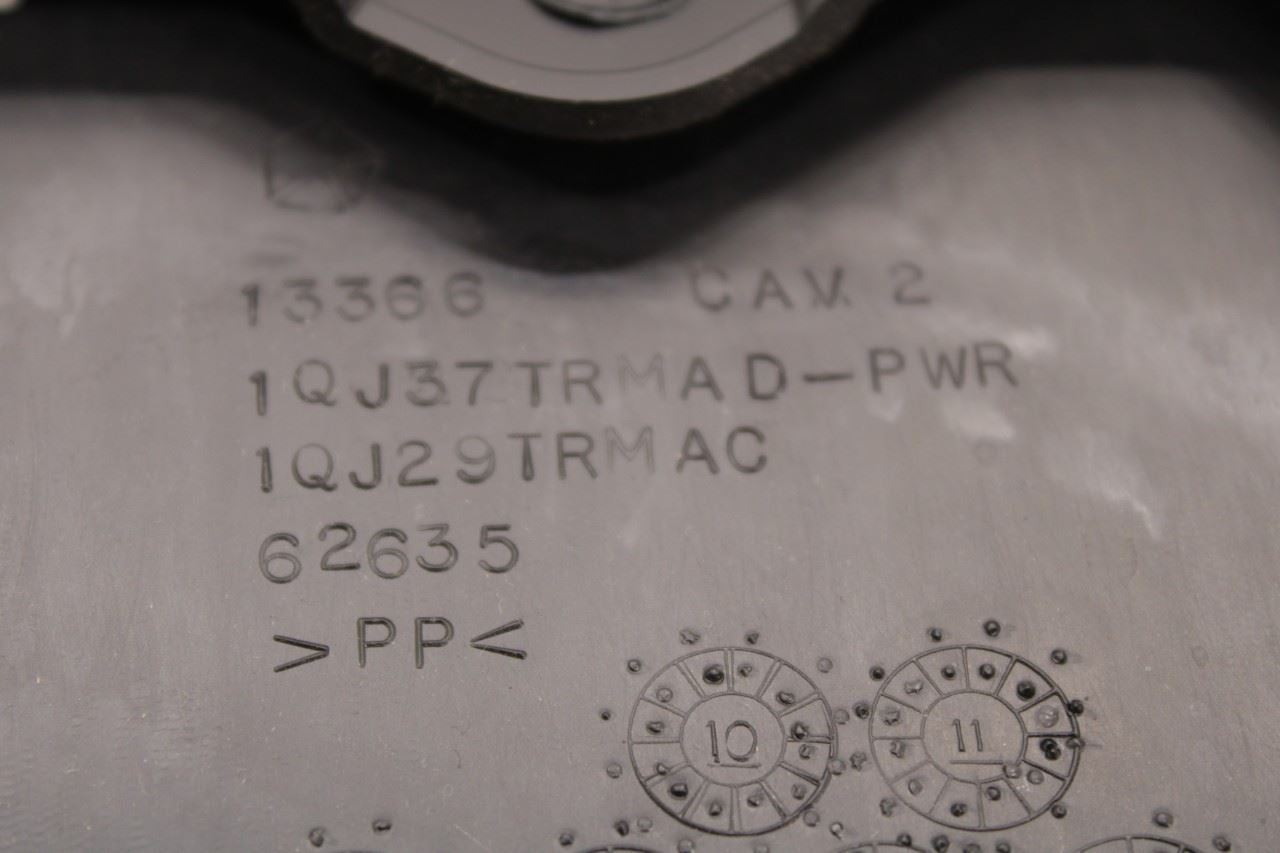 13366 CAV. 2
1QJ37TRMAD-PWR
1QJ29TRMAC
62635
>PP<
10 11